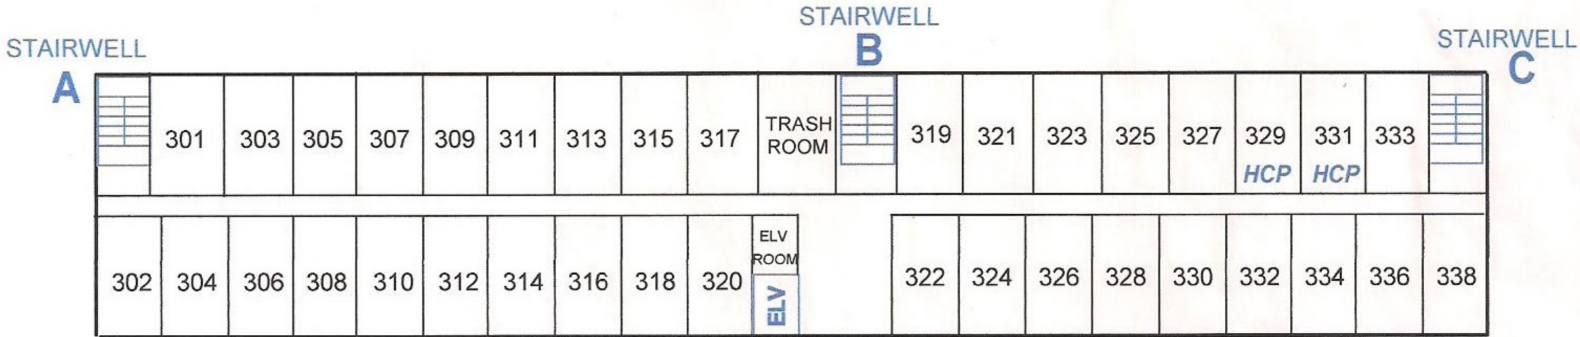 STAIRWELL
A
STAIRWELL
B
STAIRWELL
C
301 303 305 307 309 311 313 315 317 TRASH ROOM 319 321 323 325 327 329 331 333
HCP HCP
ELV
ROOM
302 304 306 308 310 312 314 316 318 320 322 324 326 328 330 332 334 336 338
ELV